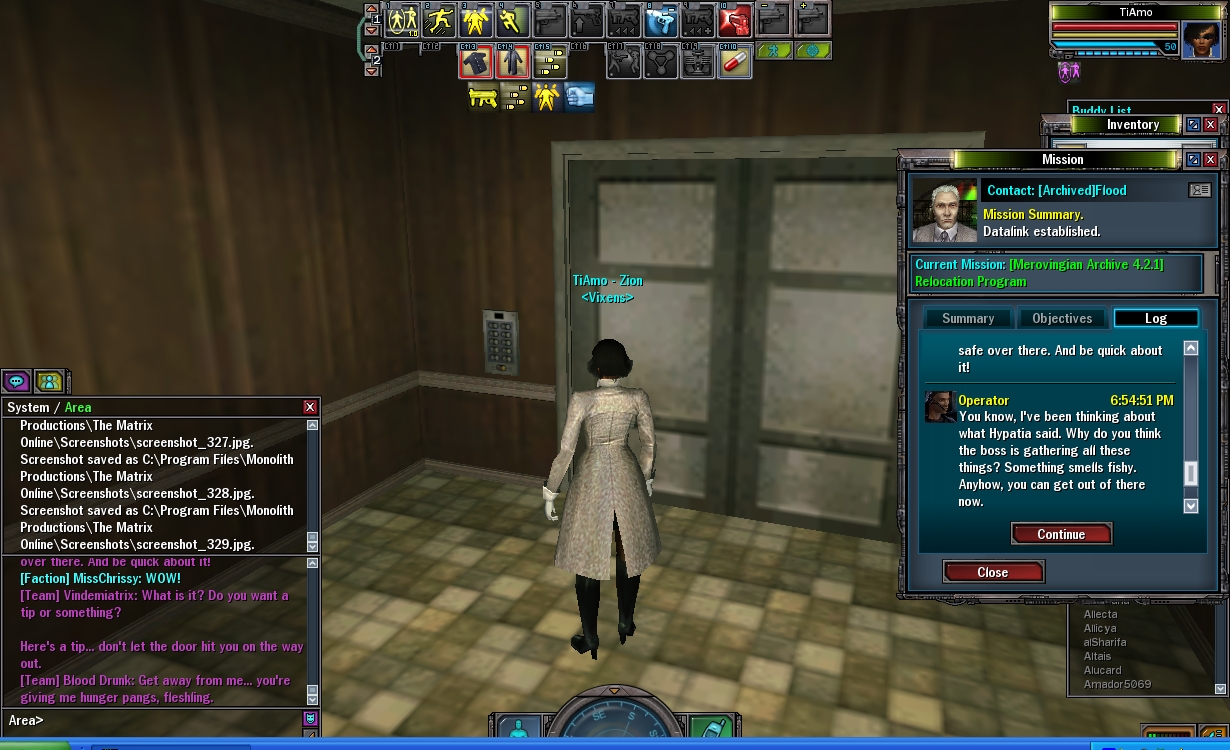 TiAmo
50
Buddy List
Inventory
Mission
Contact: [Archived]Flood
Mission Summary.
Datalink established.
Current Mission: [Merovingian Archive 4.2.1]
Relocation Program
Summary
Objectives
Log
safe over there. And be quick about
it!
Operator
6:54:51 PM
You know, I've been thinking about
what Hypatia said. Why do you think
the boss is gathering all these
things? Something smells fishy.
Anyhow, you can get out of there
now.
Continue
Close
Allecta
Allicya
alSharifa
Altais
Alucard
Amador5069
TiAmo - Zion
<Vixens>
System / Area
Productions\The Matrix
Online\Screenshots\screenshot_327.jpg.
Screenshot saved as C:\Program Files\Monolith
Productions\The Matrix
Online\Screenshots\screenshot_328.jpg.
Screenshot saved as C:\Program Files\Monolith
Productions\The Matrix
Online\Screenshots\screenshot_329.jpg.
over there. And be quick about it!
[Faction] MissChrissy: WOW!
[Team] Vindemiatrix: What is it? Do you want a
tip or something?
Here's a tip... don't let the door hit you on the way
out.
[Team] Blood Drunk: Get away from me... you're
giving me hunger pangs, fleshling.
Area>
SE
S